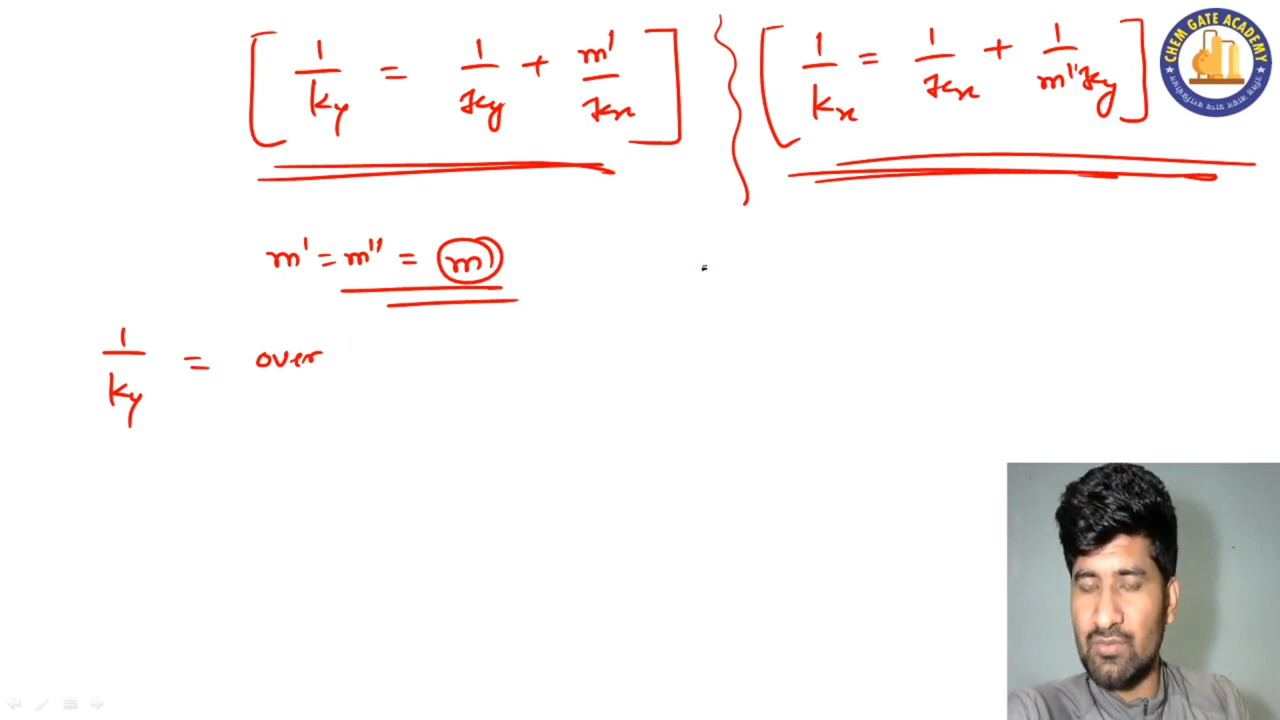 [ 1/ky = 1/ky + m'/kx ] [ 1/kx = 1/kx + 1/m''ky ]
m' = m'' = m
1/ky = over
CHEM GATE ACADEMY